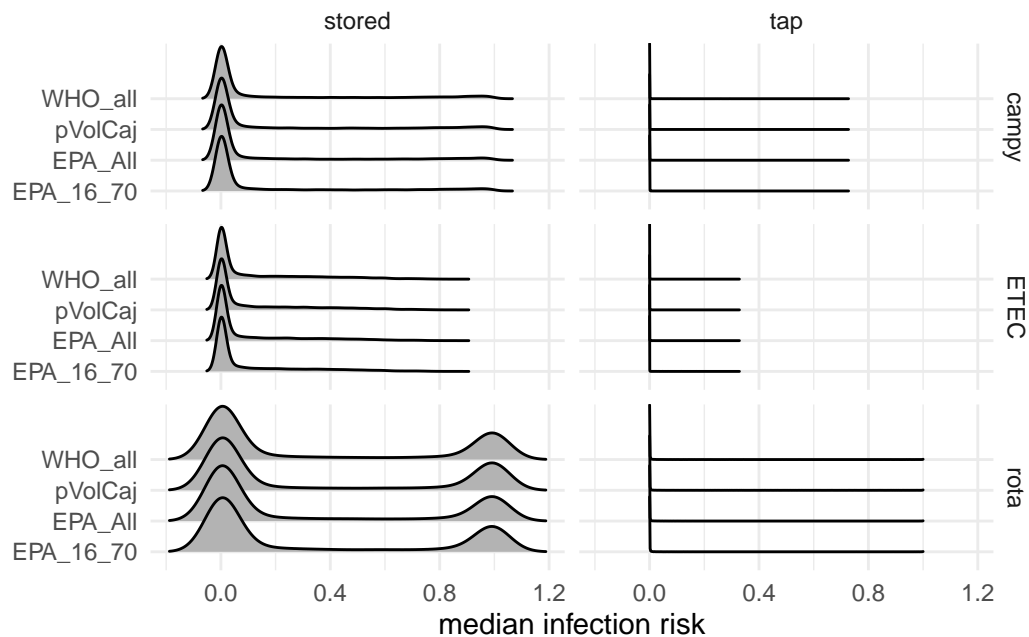 stored tap
WHO_all
pVolCaj
EPA_All
EPA_16_70
campy
WHO_all
pVolCaj
EPA_All
EPA_16_70
ETEC
WHO_all
pVolCaj
EPA_All
EPA_16_70
rota
0.0 0.4 0.8 1.2 0.0 0.4 0.8 1.2
median infection risk